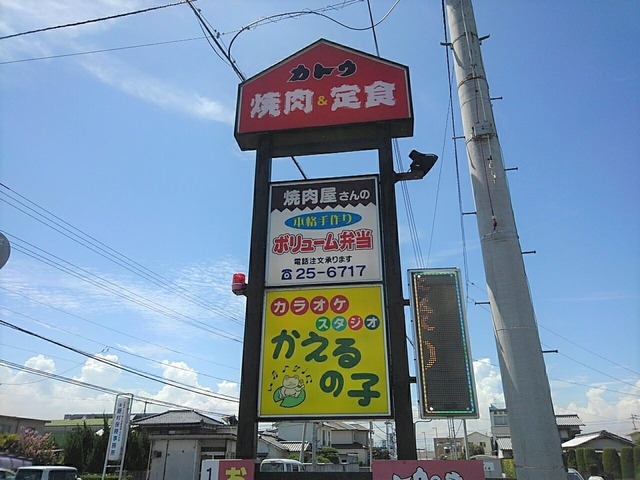 カトウ
焼肉&定食
焼肉屋さんの
本格手作り
ボリューム弁当
電話注文承ります
☎25-6717
カラオケ
スタジオ
かえる
の子
1
お